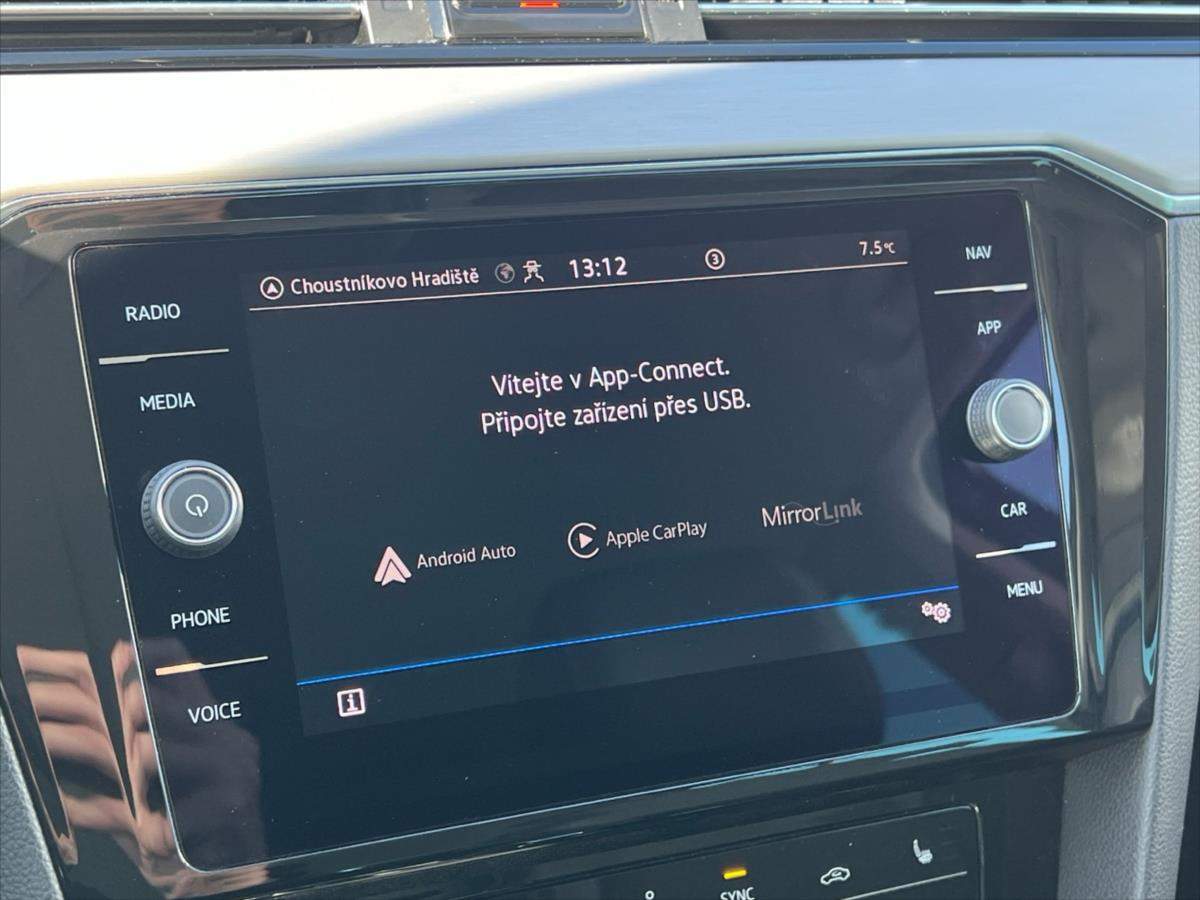 Choustníkovo Hradiště 13:12 3 7.5°C
NAV
RADIO
APP
Vítejte v App-Connect.
Připojte zařízení přes USB.
MEDIA
Android Auto
Apple CarPlay
MirrorLink
CAR
MENU
PHONE
VOICE
i
SYNC